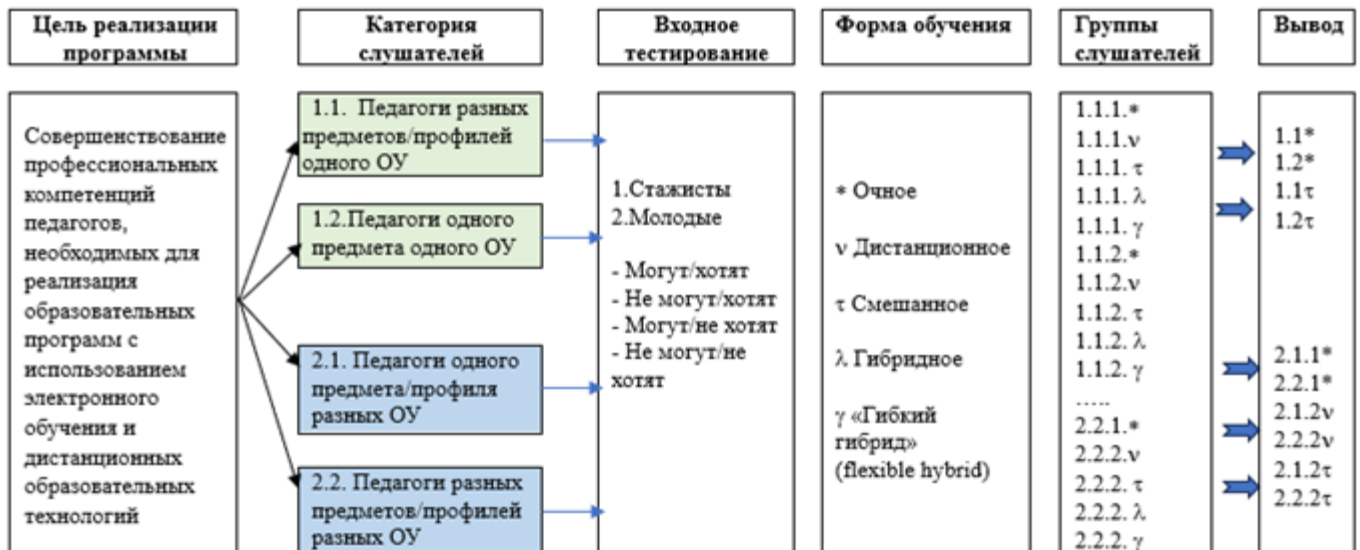 Цель реализации
программы
Категория
слушателей
Входное
тестирование
Форма обучения
Группы
слушателей
Вывод
Совершенствование
профессиональных
компетенций
педагогов,
необходимых для
реализация
образовательных
программ с
использованием
электронного
обучения и
дистанционных
образовательных
технологий
1.1. Педагоги разных
предметов/профилей
одного ОУ
1.2.Педагоги одного
предмета одного ОУ
2.1. Педагоги одного
предмета/профиля
разных ОУ
2.2. Педагоги разных
предметов/профилей
разных ОУ
1.Стажисты
2.Молодые
- Могут/хотят
- Не могут/хотят
- Могут/не хотят
- Не могут/не
хотят
* Очное
ν Дистанционное
τ Смешанное
λ Гибридное
γ «Гибкий
гибрид»
(flexible hybrid)
1.1.1.*
1.1.1.ν
1.1.1. τ
1.1.1. λ
1.1.1. γ
1.1.2.*
1.1.2.ν
1.1.2. τ
1.1.2. λ
1.1.2. γ
.....
2.2.1.*
2.2.2.ν
2.2.2. τ
2.2.2. λ
2.2.2. γ
1.1*
1.2*
1.1τ
1.2τ
2.1.1*
2.2.1*
2.1.2ν
2.2.2ν
2.1.2τ
2.2.2τ